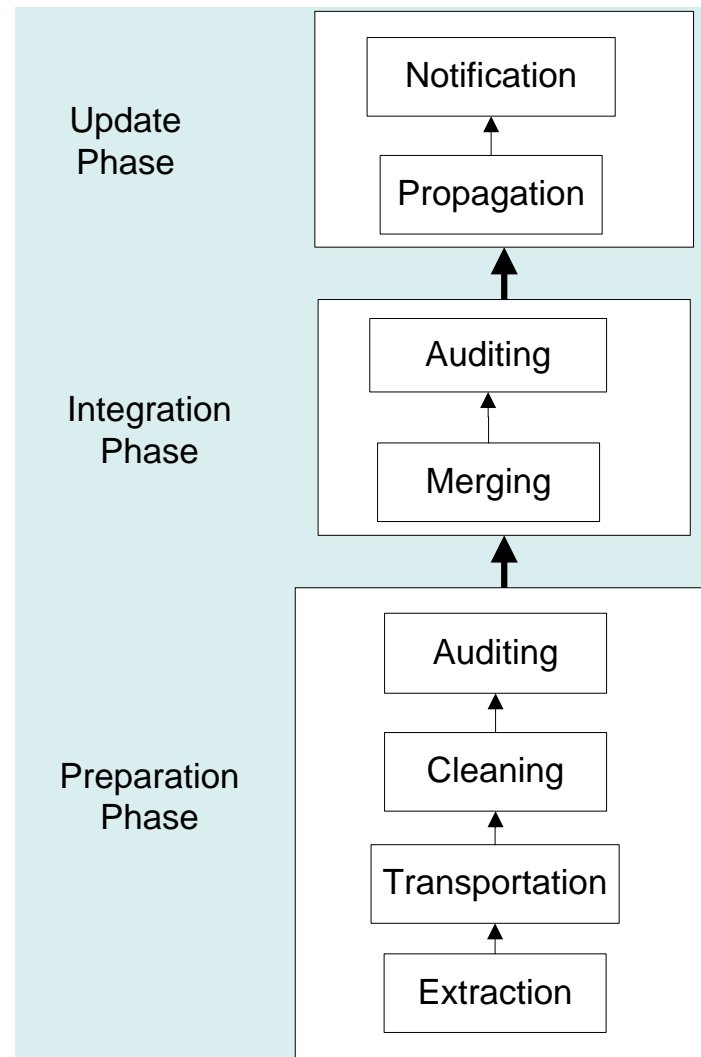 Update
Phase
Notification
Propagation
Integration
Phase
Auditing
Merging
Preparation
Phase
Auditing
Cleaning
Transportation
Extraction